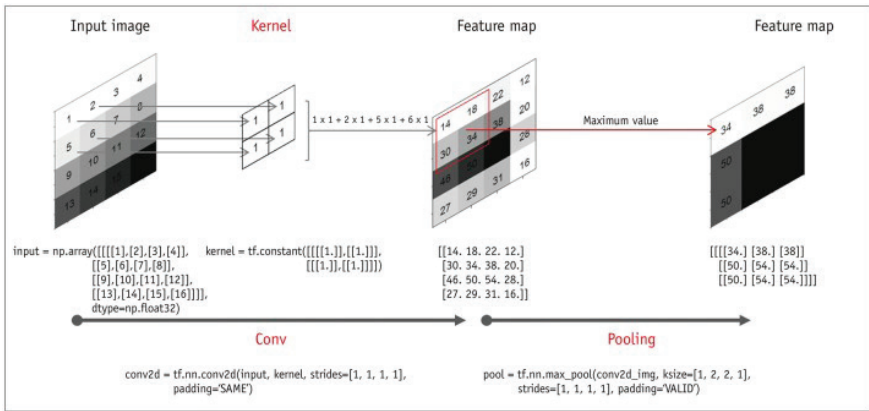 Input image
Kernel
Feature map
Feature map
1 2 3 4
5 6 7 8
9 10 11 12
13 14 15
1 1
1 1
1 x 1 + 2 x 1 + 5 x 1 + 6 x 1
14 18 22 12
30 34 38 20
46 50 28
27 29 31 16
Maximum value
34 38 38
50
50
input = np.array([[[[[1],[2],[3],[4]],
[[5],[6],[7],[8]],
[[9],[10],[11],[12]],
[[13],[14],[15],[16]]]],
dtype=np.float32)
kernel = tf.constant([[[[1.]],[[1.]]],
[[[1.]],[[1.]]]])
[[14. 18. 22. 12.]
[30. 34. 38. 20.]
[46. 50. 54. 28.]
[27. 29. 31. 16.]]
[[[[34.] [38.] [38]]
[[50.] [54.] [54.]]
[[50.] [54.] [54.]]]]
Conv
Pooling
conv2d = tf.nn.conv2d(input, kernel, strides=[1, 1, 1, 1],
padding='SAME')
pool = tf.nn.max_pool(conv2d_img, ksize=[1, 2, 2, 1],
strides=[1, 1, 1, 1], padding='VALID')